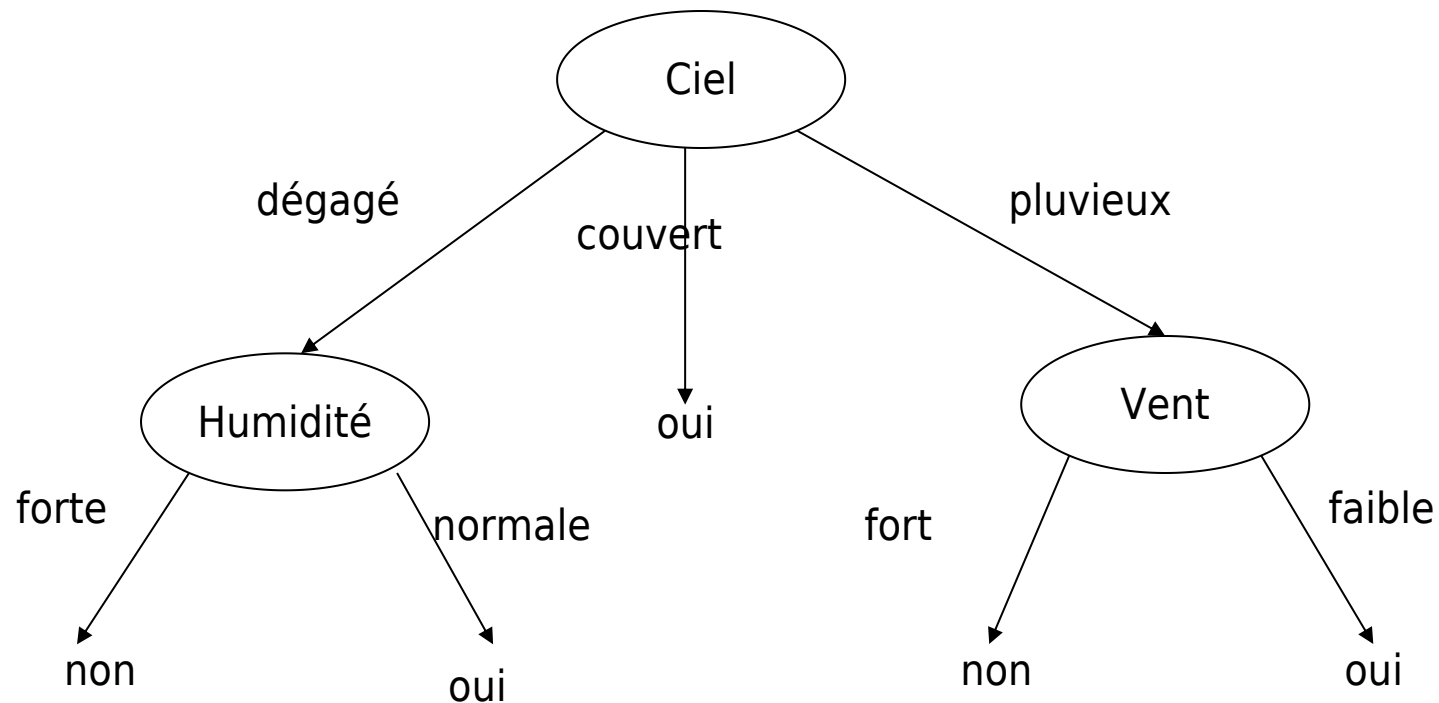 Ciel
dégagé
couvert
pluvieux
Humidité
oui
Vent
forte
normale
fort
faible
non
oui
non
oui